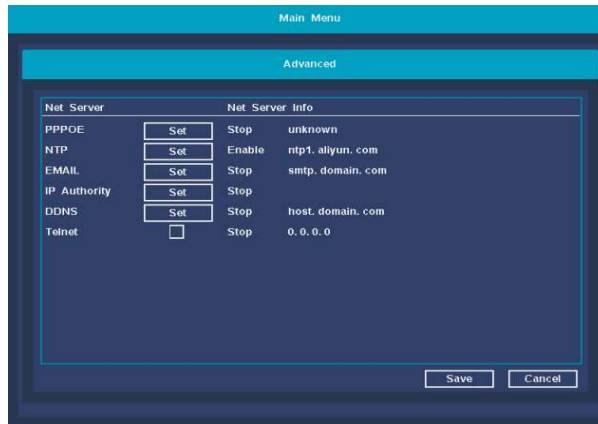 Main Menu
Advanced
Net Server Net Server Info
PPPOE Set Stop unknown
NTP Set Enable ntp1.aliyun.com
EMAIL Set Stop smtp.domain.com
IP Authority Set Stop
DDNS Set Stop host.domain.com
Telnet Stop 0.0.0.0
Save Cancel